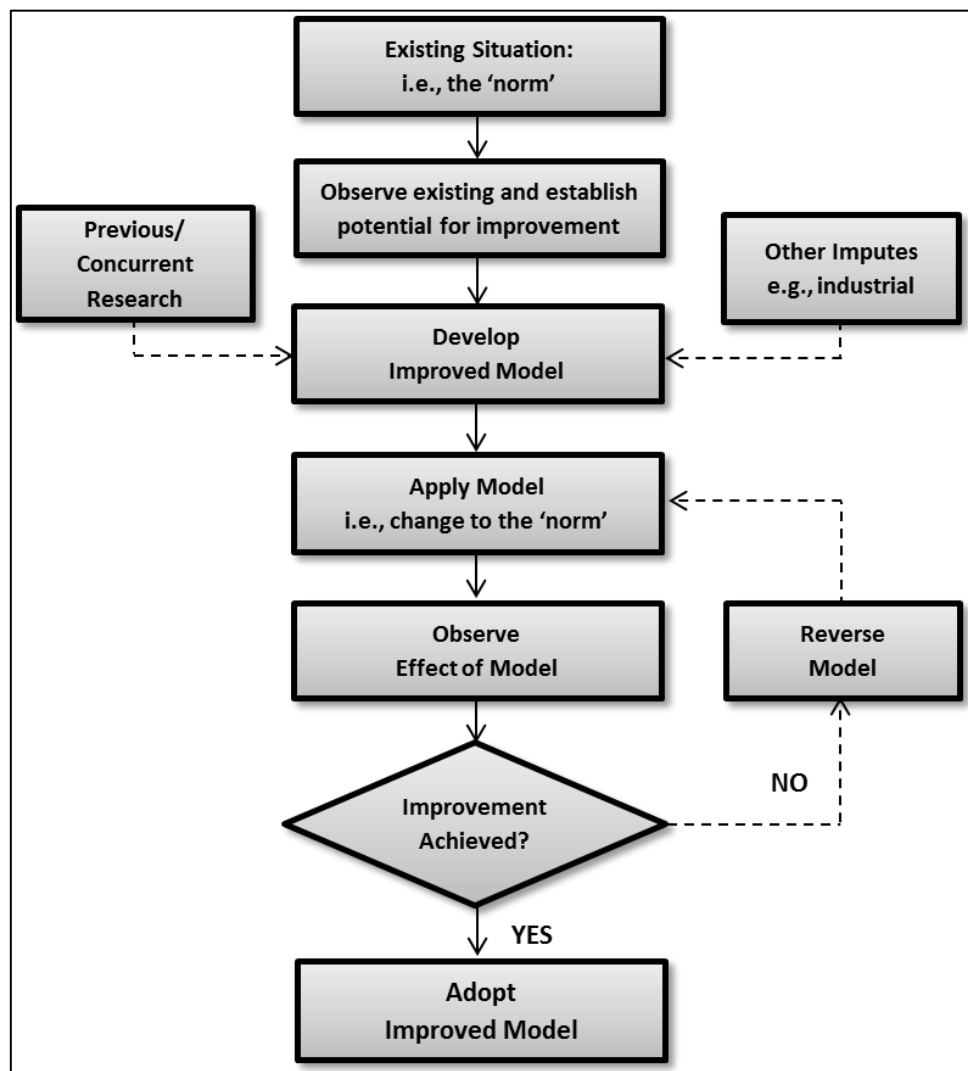 Existing Situation:
i.e., the ‘norm’
Observe existing and establish
potential for improvement
Previous/
Concurrent
Research
Other Imputes
e.g., industrial
Develop
Improved Model
Apply Model
i.e., change to the ‘norm’
Observe
Effect of Model
Reverse
Model
Improvement
Achieved?
NO
YES
Adopt
Improved Model